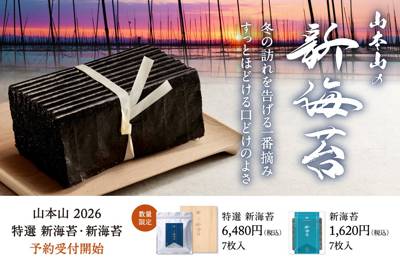 山本山の
新海苔
冬の訪れを告げる一番摘み
すっとほどける口どけのよさ
山本山 2026
特選 新海苔・新海苔
予約受付開始
数量
限定
特選 新海苔
6,480円(税込)
7帖入
新海苔
1,620円(税込)
7枚入